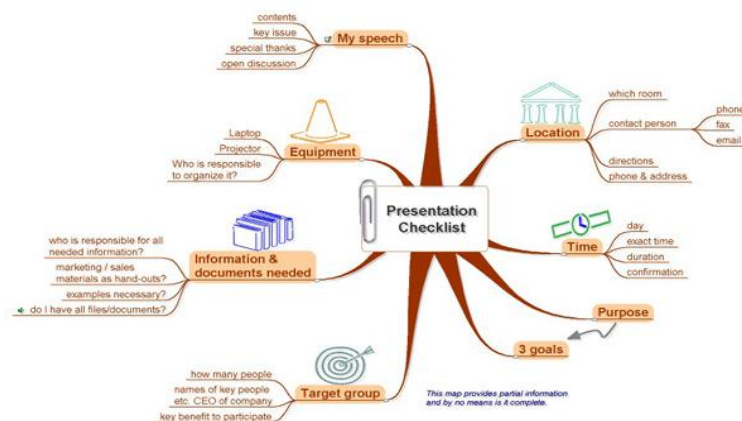 Presentation
Checklist
My speech
contents
key issue
special thanks
open discussion
Location
which room
contact person
phone
fax
email
directions
phone & address
Equipment
Laptop
Projector
Who is responsible
to organize it?
Time
day
exact time
duration
confirmation
Information &
documents needed
who is responsible for all
needed information?
marketing / sales
materials as hand-outs?
examples necessary?
do I have all files/documents?
Purpose
3 goals
Target group
how many people
names of key people
etc. CEO of company
key benefit to participate
This map provides partial information
and by no means is it complete.